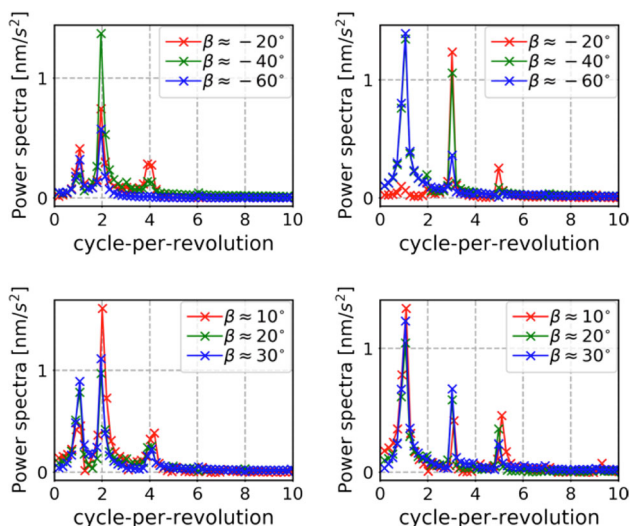 Power spectra [nm/s²]
1
0
β ≈ − 20°
β ≈ − 40°
β ≈ − 60°
0 2 4 6 8 10
cycle-per-revolution
Power spectra [nm/s²]
1
0
β ≈ − 20°
β ≈ − 40°
β ≈ − 60°
0 2 4 6 8 10
cycle-per-revolution
Power spectra [nm/s²]
1
0
β ≈ 10°
β ≈ 20°
β ≈ 30°
0 2 4 6 8 10
cycle-per-revolution
Power spectra [nm/s²]
1
0
β ≈ 10°
β ≈ 20°
β ≈ 30°
0 2 4 6 8 10
cycle-per-revolution